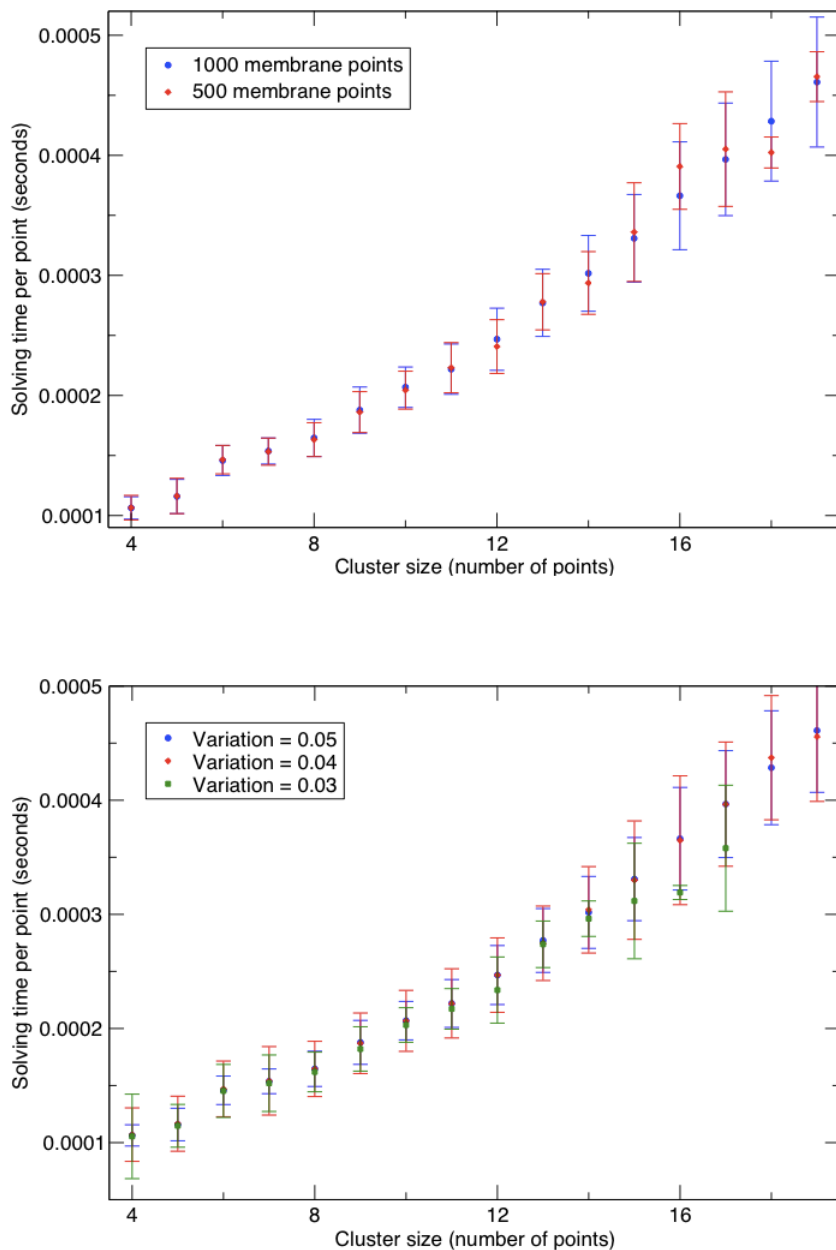 0.0005
1000 membrane points
500 membrane points
0.0004
0.0003
0.0002
0.0001
Solving time per point (seconds)
4 8 12 16
Cluster size (number of points)
0.0005
Variation = 0.05
Variation = 0.04
Variation = 0.03
0.0004
0.0003
0.0002
0.0001
Solving time per point (seconds)
4 8 12 16
Cluster size (number of points)